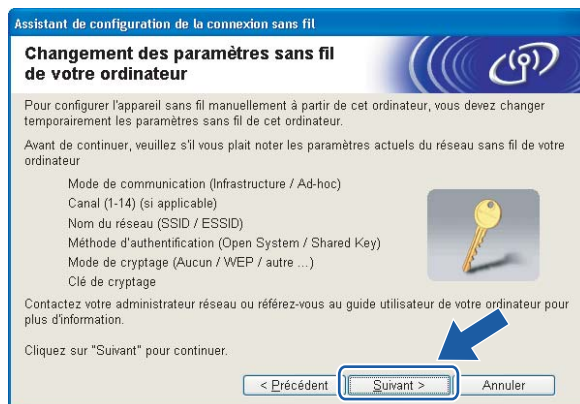 Assistant de configuration de la connexion sans fil
Changement des paramètres sans fil
de votre ordinateur
Pour configurer l'appareil sans fil manuellement à partir de cet ordinateur, vous devez changer
temporairement les paramètres sans fil de cet ordinateur.
Avant de continuer, veuillez s'il vous plait noter les paramètres actuels du réseau sans fil de votre
ordinateur
Mode de communication (Infrastructure / Ad-hoc)
Canal (1-14) (si applicable)
Nom du réseau (SSID / ESSID)
Méthode d'authentification (Open System / Shared Key)
Mode de cryptage (Aucun / WEP / autre ...)
Clé de cryptage
Contactez votre administrateur réseau ou référez-vous au guide utilisateur de votre ordinateur pour
plus d'information.
Cliquez sur "Suivant" pour continuer.
< Précédent Suivant > Annuler